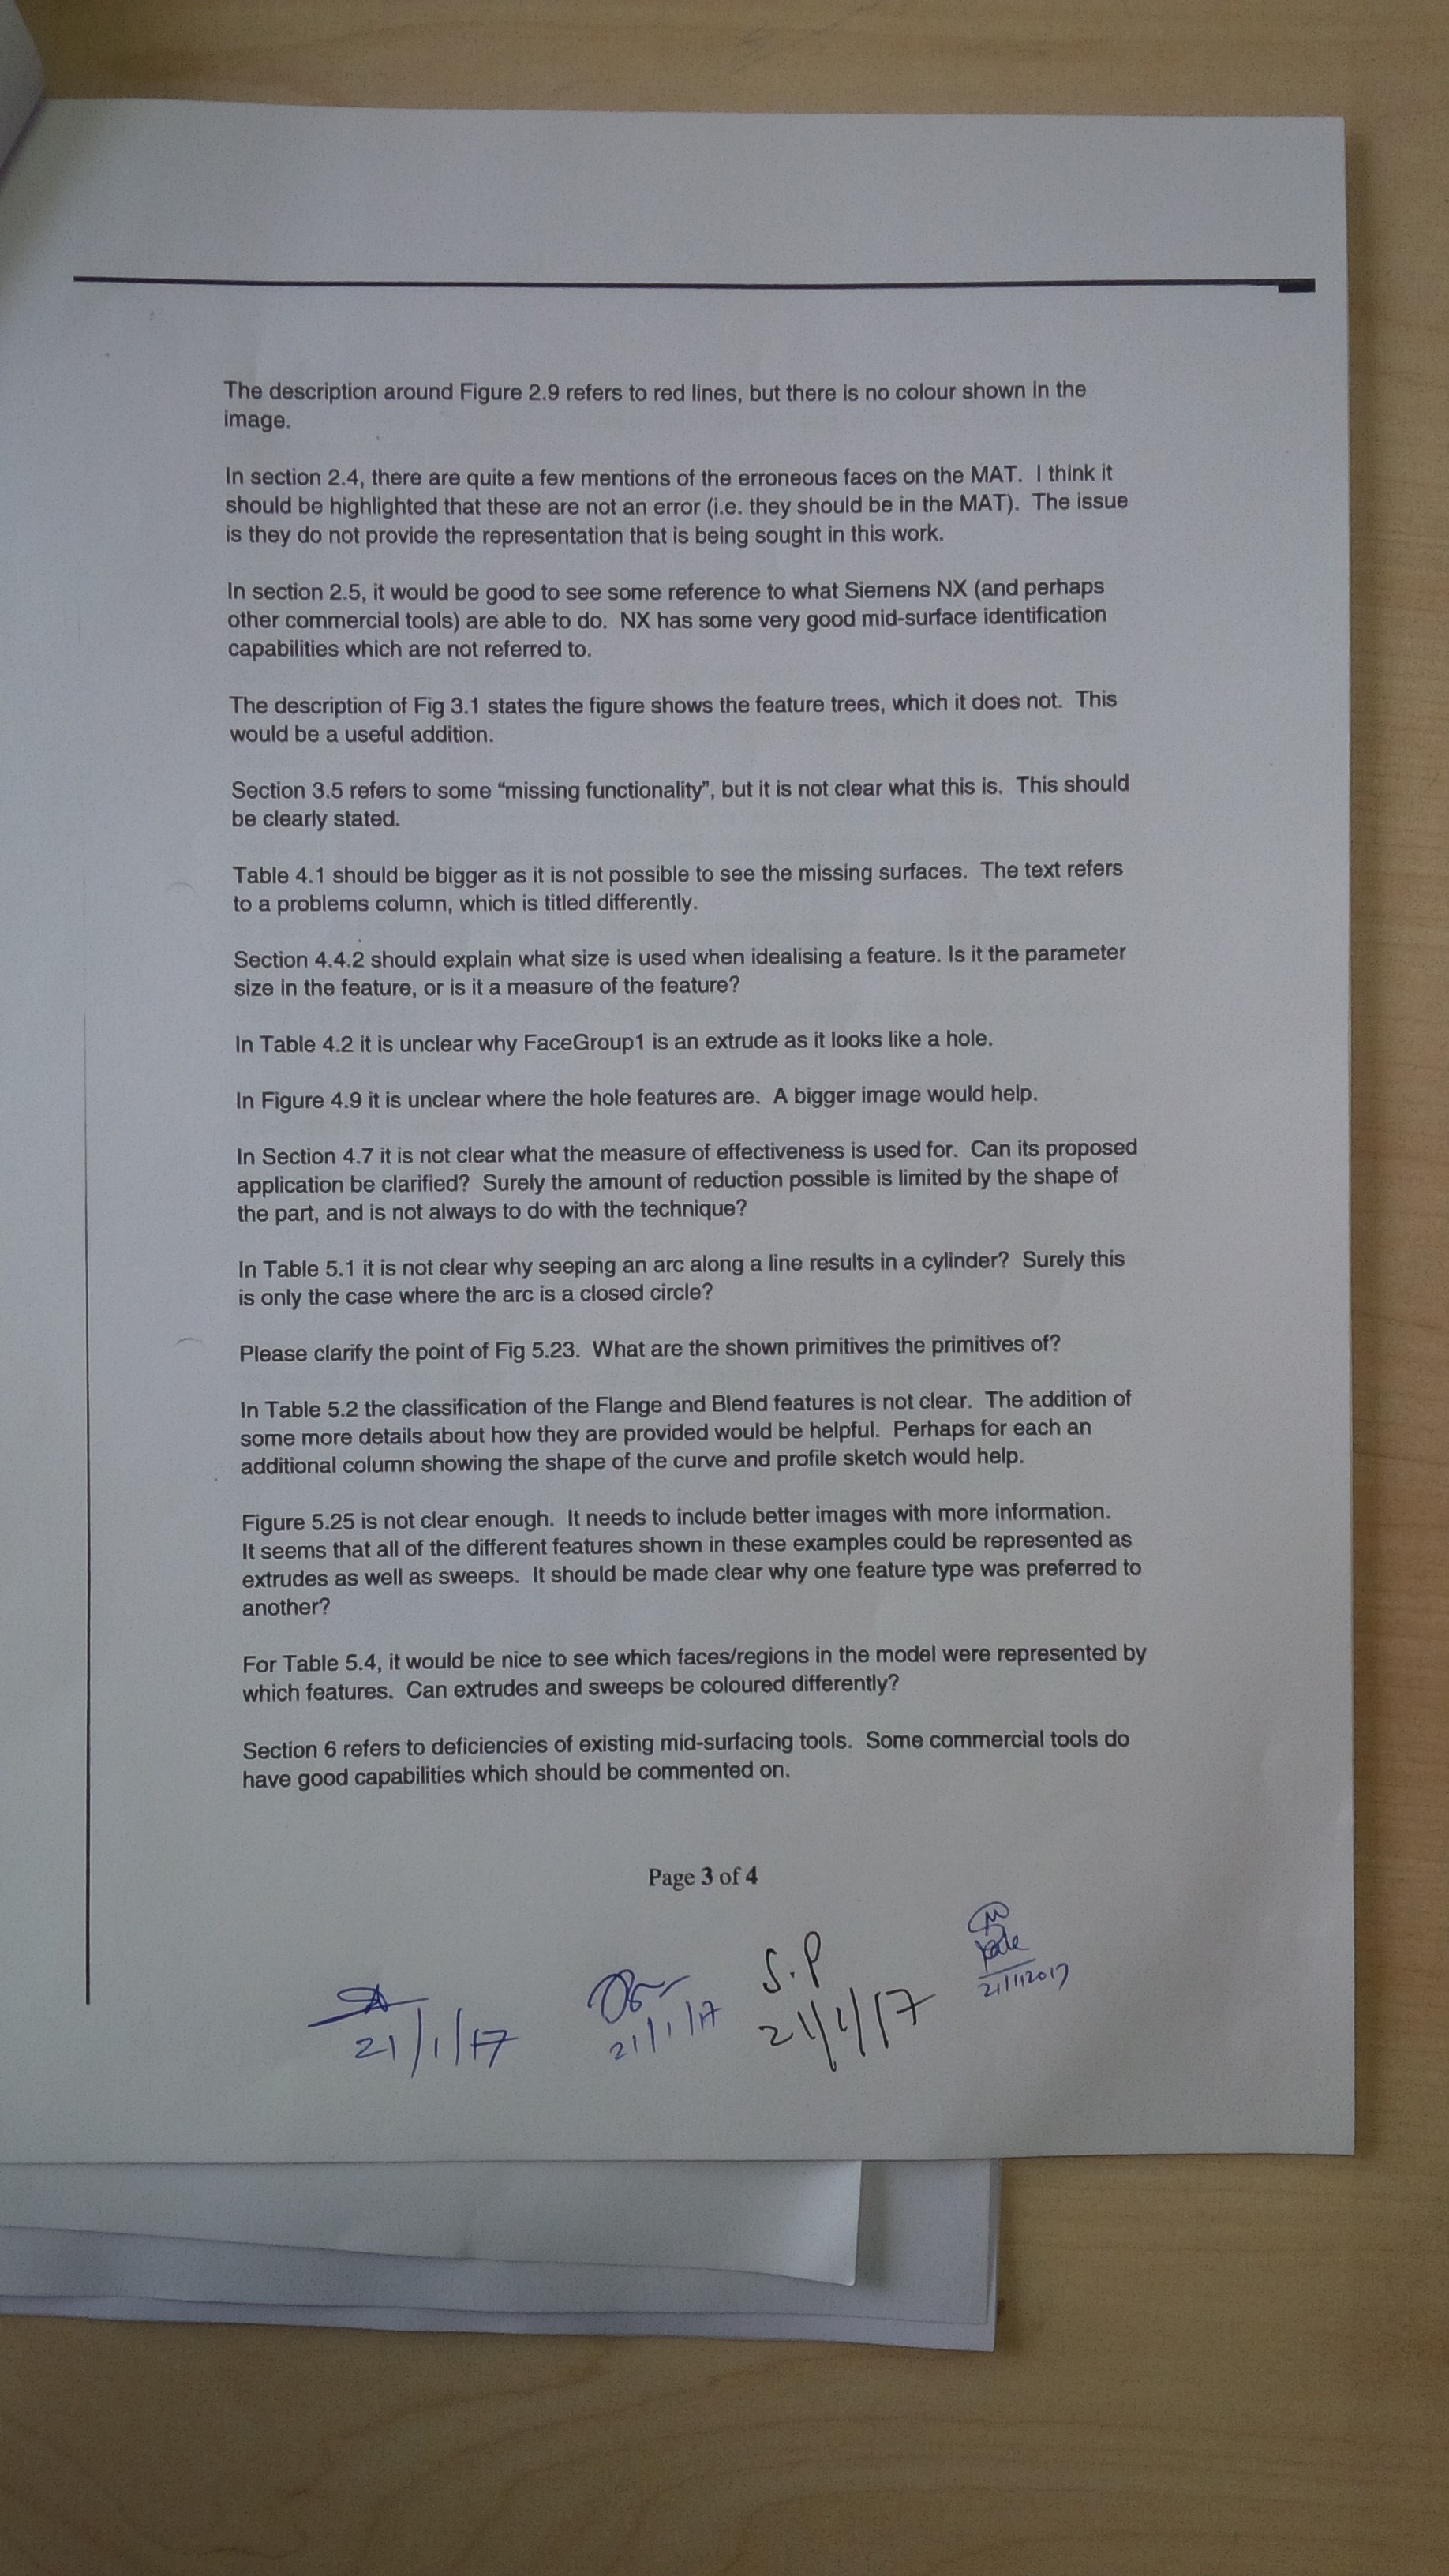 The description around Figure 2.9 refers to red lines, but there is no colour shown in the
image.
In section 2.4, there are quite a few mentions of the erroneous faces on the MAT. I think it
should be highlighted that these are not an error (i.e. they should be in the MAT). The issue
is they do not provide the representation that is being sought in this work.
In section 2.5, it would be good to see some reference to what Siemens NX (and perhaps
other commercial tools) are able to do. NX has some very good mid-surface identification
capabilities which are not referred to.
The description of Fig 3.1 states the figure shows the feature trees, which it does not. This
would be a useful addition.
Section 3.5 refers to some “missing functionality”, but it is not clear what this is. This should
be clearly stated.
Table 4.1 should be bigger as it is not possible to see the missing surfaces. The text refers
to a problems column, which is titled differently.
Section 4.4.2 should explain what size is used when idealising a feature. Is it the parameter
size in the feature, or is it a measure of the feature?
In Table 4.2 it is unclear why FaceGroup1 is an extrude as it looks like a hole.
In Figure 4.9 it is unclear where the hole features are. A bigger image would help.
In Section 4.7 it is not clear what the measure of effectiveness is used for. Can its proposed
application be clarified? Surely the amount of reduction possible is limited by the shape of
the part, and is not always to do with the technique?
In Table 5.1 it is not clear why seeping an arc along a line results in a cylinder? Surely this
is only the case where the arc is a closed circle?
Please clarify the point of Fig 5.23. What are the shown primitives the primitives of?
In Table 5.2 the classification of the Flange and Blend features is not clear. The addition of
some more details about how they are provided would be helpful. Perhaps for each an
additional column showing the shape of the curve and profile sketch would help.
Figure 5.25 is not clear enough. It needs to include better images with more information.
It seems that all of the different features shown in these examples could be represented as
extrudes as well as sweeps. It should be made clear why one feature type was preferred to
another?
For Table 5.4, it would be nice to see which faces/regions in the model were represented by
which features. Can extrudes and sweeps be coloured differently?
Section 6 refers to deficiencies of existing mid-surfacing tools. Some commercial tools do
have good capabilities which should be commented on.
Page 3 of 4
21/1/17
21/1/17
S.P
21/1/17
21/1/2017